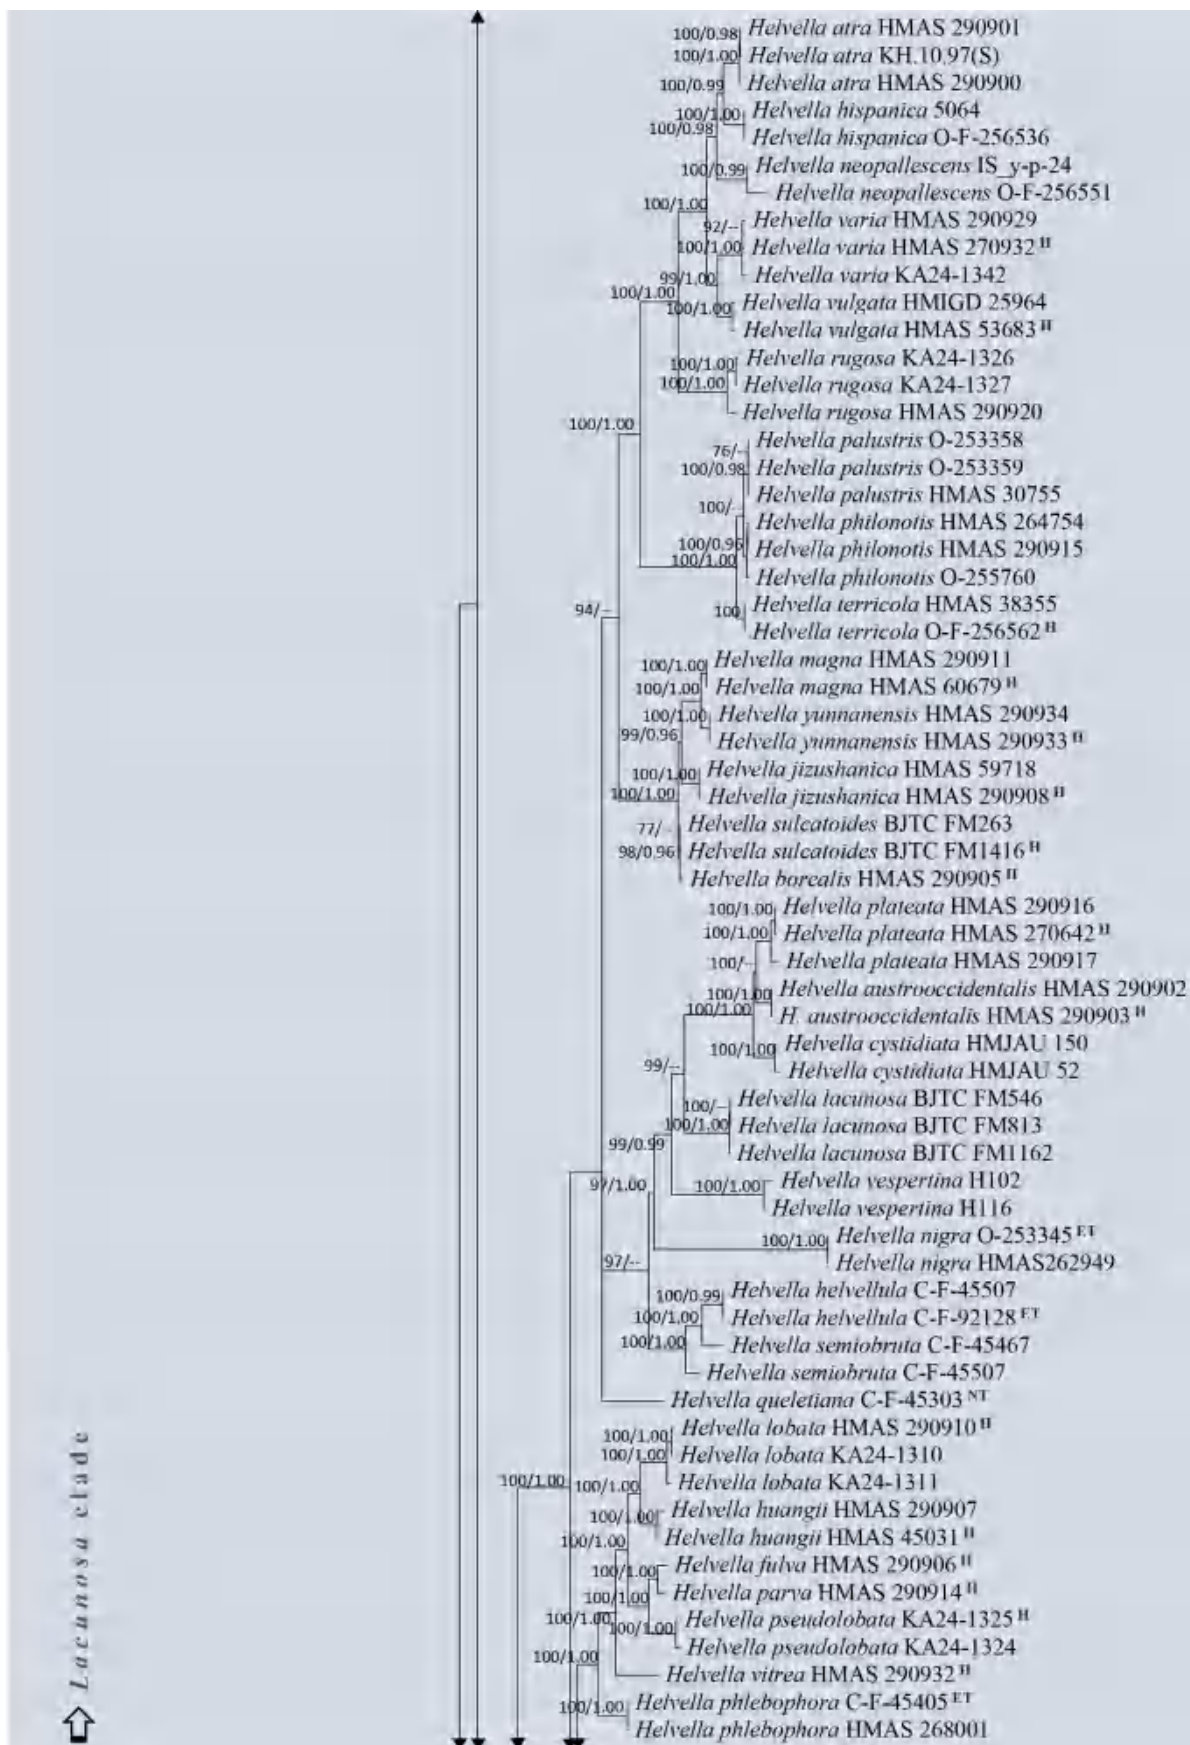 100/0.98 Helvella atra HMAS 290901
100/1.00 Helvella atra KH.10.97(S)
100/0.99 Helvella atra HMAS 290900
100/1.00 Helvella hispanica 5064
100/0.98 Helvella hispanica O-F-256536
100/0.99 Helvella neopallescens IS_y-p-24
Helvella neopallescens O-F-256551
100/1.00
92/-- Helvella varia HMAS 290929
100/1.00 Helvella varia HMAS 270932 H
99/1.00 Helvella varia KA24-1342
100/1.00
100/1.00 Helvella vulgata HMIGD 25964
Helvella vulgata HMAS 53683 H
100/1.00 Helvella rugosa KA24-1326
100/1.00 Helvella rugosa KA24-1327
Helvella rugosa HMAS 290920
100/1.00
76/-- Helvella palustris O-253358
100/0.98 Helvella palustris O-253359
Helvella palustris HMAS 30755
100/-- Helvella philonotis HMAS 264754
100/0.96 Helvella philonotis HMAS 290915
100/1.00 Helvella philonotis O-255760
94/-- 100 Helvella terricola HMAS 38355
Helvella terricola O-F-256562 H
100/1.00 Helvella magna HMAS 290911
100/1.00 Helvella magna HMAS 60679 H
100/1.00 Helvella yunnanensis HMAS 290934
99/0.96 Helvella yunnanensis HMAS 290933 H
100/1.00 Helvella jizushanica HMAS 59718
100/1.00 Helvella jizushanica HMAS 290908 H
77/-- Helvella sulcatoides BJTC FM263
98/0.96 Helvella sulcatoides BJTC FM1416 H
Helvella borealis HMAS 290905 H
100/1.00 Helvella plateata HMAS 290916
100/1.00 Helvella plateata HMAS 270642 H
100/-- Helvella plateata HMAS 290917
100/1.00 Helvella austrooccidentalis HMAS 290902
100/1.00 H. austrooccidentalis HMAS 290903 H
100/1.00 Helvella cystidiata HMJAU 150
99/-- Helvella cystidiata HMJAU 52
100/-- Helvella lacunosa BJTC FM546
100/1.00 Helvella lacunosa BJTC FM813
99/0.99 Helvella lacunosa BJTC FM1162
97/1.00 100/1.00 Helvella vespertina H102
Helvella vespertina H116
100/1.00 Helvella nigra O-253345 ET
97/-- Helvella nigra HMAS262949
100/0.99 Helvella helvellula C-F-45507
100/1.00 Helvella helvellula C-F-92128 ET
100/1.00 Helvella semiobruta C-F-45467
Helvella semiobruta C-F-45507
Helvella queletiana C-F-45303 NT
100/1.00 Helvella lobata HMAS 290910 H
100/1.00 Helvella lobata KA24-1310
100/1.00 100/1.00 Helvella lobata KA24-1311
100/1.00 Helvella huangii HMAS 290907
100/1.00 Helvella huangii HMAS 45031 H
100/1.00 Helvella fulva HMAS 290906 H
100/1.00 Helvella parva HMAS 290914 H
100/1.00 100/1.00 Helvella pseudolobata KA24-1325 H
Helvella pseudolobata KA24-1324
100/1.00 Helvella vitrea HMAS 290932 H
100/1.00 Helvella phlebophora C-F-45405 ET
Helvella phlebophora HMAS 268001
Lacunosa clade